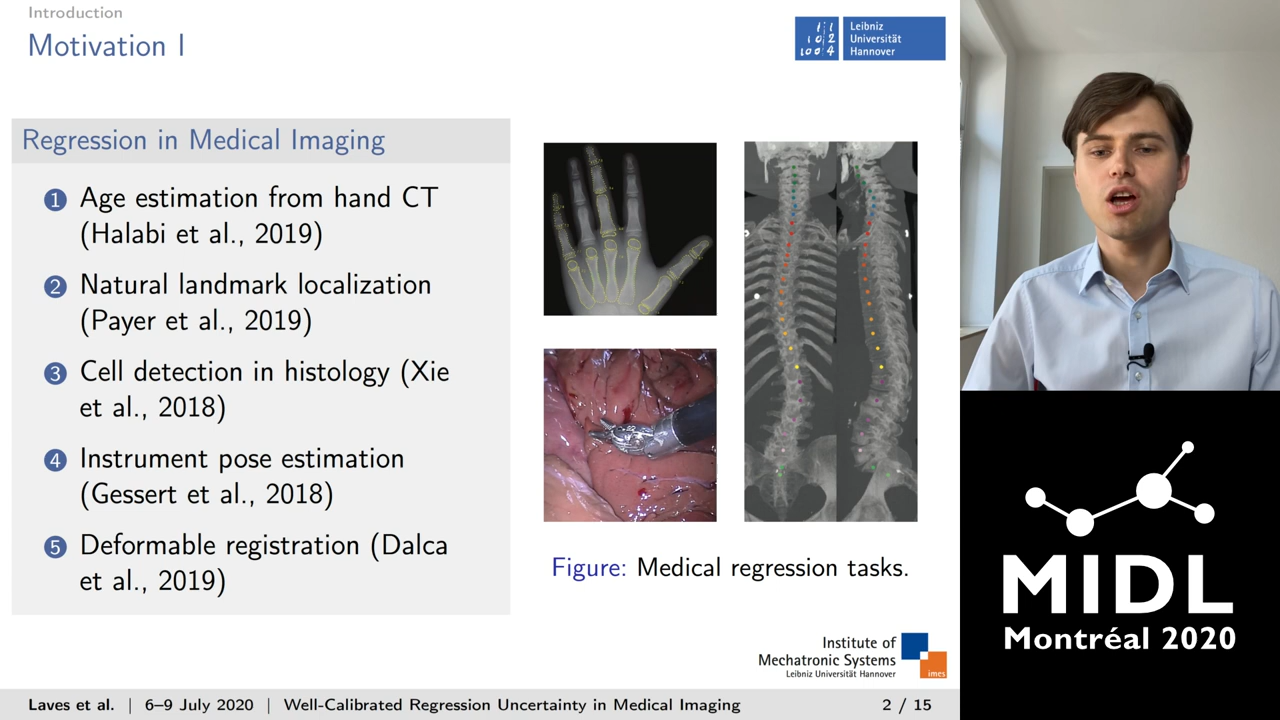 Introduction
Motivation I
Leibniz
Universität
Hannover
Regression in Medical Imaging
1 Age estimation from hand CT
(Halabi et al., 2019)
2 Natural landmark localization
(Payer et al., 2019)
3 Cell detection in histology (Xie
et al., 2018)
4 Instrument pose estimation
(Gessert et al., 2018)
5 Deformable registration (Dalca
et al., 2019)
Figure: Medical regression tasks.
Institute of
Mechatronic Systems
Leibniz Universität Hannover
imes
Laves et al. | 6–9 July 2020 | Well-Calibrated Regression Uncertainty in Medical Imaging 2 / 15
MIDL
Montréal 2020